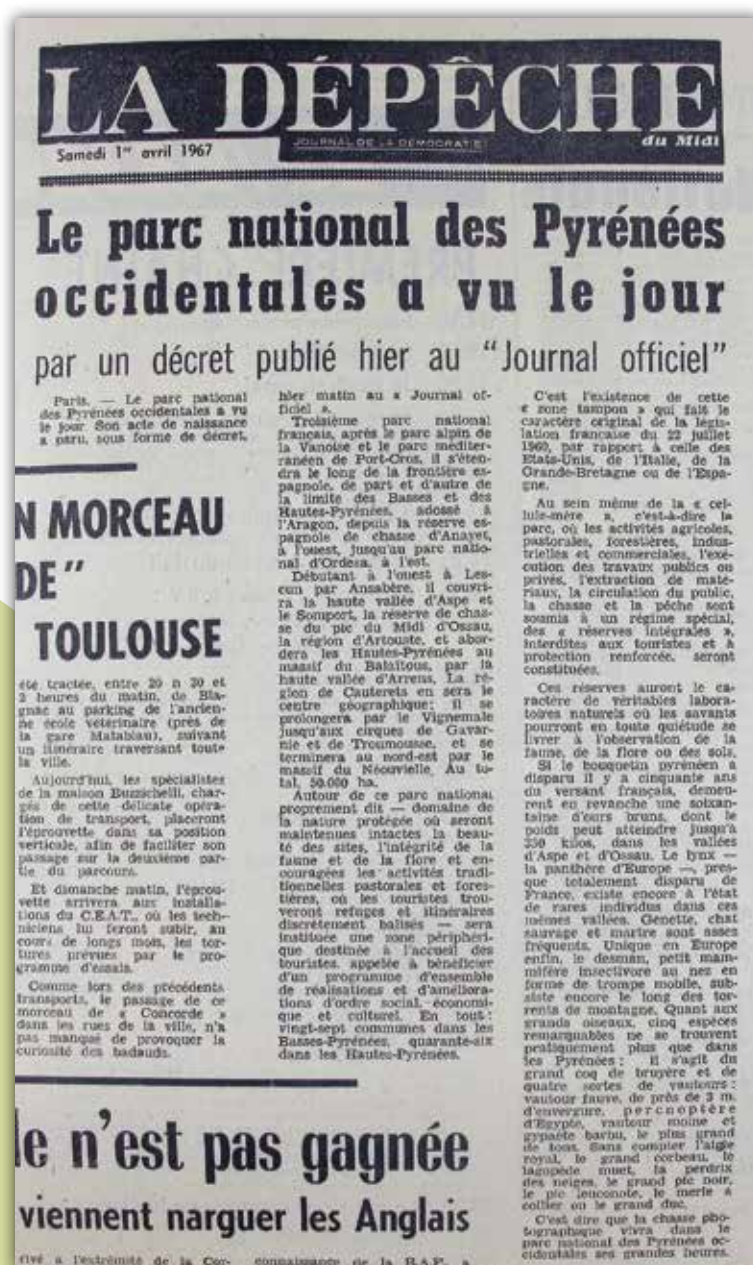 LA DÉPÊCHE
du Midi
JOURNAL DE LA DÉMOCRATIE
Samedi 1er avril 1967
Le parc national des Pyrénées
occidentales a vu le jour
par un décret publié hier au "Journal officiel"
Paris. — Le parc national
des Pyrénées occidentales a vu
le jour. Son acte de naissance
a paru, sous forme de décret,
hier matin au « Journal of-
ficiel ».
Troisième parc national
français, après le parc alpin de
la Vanoise et le parc méditer-
ranéen de Port-Cros, il s'éten-
dra le long de la frontière es-
pagnole, de part et d'autre de
la limite des Basses et des
Hautes-Pyrénées, adossé à
l'Aragon, depuis la réserve es-
pagnole de chasse d'Anayet,
à l'ouest, jusqu'au parc natio-
nal d'Ordesa, à l'est.
Débutant à l'ouest à Les-
cun par Ansabère, il couvri-
ra la haute vallée d'Aspe et
le Somport, la réserve de chas-
se du pic du Midi d'Ossau,
la région d'Artouste, et abor-
dera les Hautes-Pyrénées au
massif du Balaïtous, par la
haute vallée d'Arrens. La ré-
gion de Cauterets en sera le
centre géographique; il se
prolongera par le Vignemale
jusqu'aux cirques de Gavar-
nie et de Troumousse, et se
terminera au nord-est par le
massif du Néouvielle. Au to-
tal, 50.000 ha.
Autour de ce parc national
proprement dit — domaine de
la nature protégée où seront
maintenues intactes la beau-
té des sites, l'intégrité de la
faune et de la flore et en-
couragées les activités tradi-
tionnelles pastorales et fores-
tières, où les touristes trou-
veront refuges et itinéraires
discrètement balisés — sera
instituée une zone périphéri-
que destinée à l'accueil des
touristes, appelée à bénéficier
d'un programme d'ensemble
de réalisations et d'améliora-
tions d'ordre social, économi-
que et culturel. En tout :
vingt-sept communes dans les
Basses-Pyrénées, quarante-six
dans les Hautes-Pyrénées.
C'est l'existence de cette
« zone tampon » qui fait le
caractère original de la législ-
lation française du 22 juillet
1960, par rapport à celle des
Etats-Unis, de l'Italie, de la
Grande-Bretagne ou de l'Espa-
gne.
Au sein même de la « cel-
lule-mère », c'est-à-dire la
parc, où les activités agricoles,
pastorales, forestières, indus-
trielles et commerciales, l'exé-
cution des travaux publics ou
privés, l'extraction de maté-
riaux, la circulation du public,
la chasse et la pêche sont
soumis à un régime spécial,
des « réserves intégrales »,
interdites aux touristes et à
protection renforcée, seront
constituées.
Ces réserves auront le ca-
ractère de véritables labora-
toires naturels où les savants
pourront en toute quiétude se
livrer à l'observation de la
faune, de la flore ou des sols.
Si le bouquetin pyrénéen a
disparu il y a cinquante ans
du versant français, demeu-
rent en revanche une soixan-
taine d'ours bruns, dont le
poids peut atteindre jusqu'à
350 kilos, dans les vallées
d'Aspe et d'Ossau. Le lynx —
la panthère d'Europe —, pres-
que totalement disparu de
France, existe encore à l'état
de rares individus dans ces
mêmes vallées. Genette, chat
sauvage et martre sont assez
fréquents. Unique en Europe
enfin, le desman, petit mam-
mifère insectivore au nez en
forme de trompe mobile, sub-
siste encore le long des tor-
rents de montagne. Quant aux
grands oiseaux, cinq espèces
remarquables ne se trouvent
pratiquement plus que dans
les Pyrénées : il s'agit du
grand coq de bruyère et de
quatre sortes de vautours :
vautour fauve, de près de 3 m.
d'envergure, percnoptère
d'Egypte, vautour moine et
gypaète barbu, le plus grand
de tous. Sans compter l'aigle
royal, le grand corbeau, le
lagopède muet, la perdrix
des neiges, le grand pic noir,
le pic leuconote, le merle à
collier ou le grand duc.
C'est dire que la chasse pho-
tographique vivra dans le
parc national des Pyrénées oc-
cidentales ses grandes heures.
N MORCEAU
DE"
TOULOUSE
été tractée, entre 20 h 30 et
2 heures du matin, de Bla-
gnac au parking de l'ancien-
ne école vétérinaire (près de
la gare Matabiau), suivant
un itinéraire traversant toute
la ville.
Aujourd'hui, les spécialistes
de la maison Buzzichelli, char-
gés de cette délicate opéra-
tion de transport, placeront
l'éprouvette dans sa position
verticale, afin de faciliter son
passage sur la deuxième par-
tie du parcours.
Et dimanche matin, l'éprou-
vette arrivera aux installa-
tions du C.E.A.T., où les tech-
niciens lui feront subir, au
cours de longs mois, les tor-
tures prévues par le pro-
gramme d'essais.
Comme lors des précédents
transports, le passage de ce
morceau de « Concorde »
dans les rues de la ville, n'a
pas manqué de provoquer la
curiosité des badauds.
le n'est pas gagnée
viennent narguer les Anglais
rivé à l'extrémité de la Cor-
connaissance de la R.A.F., a